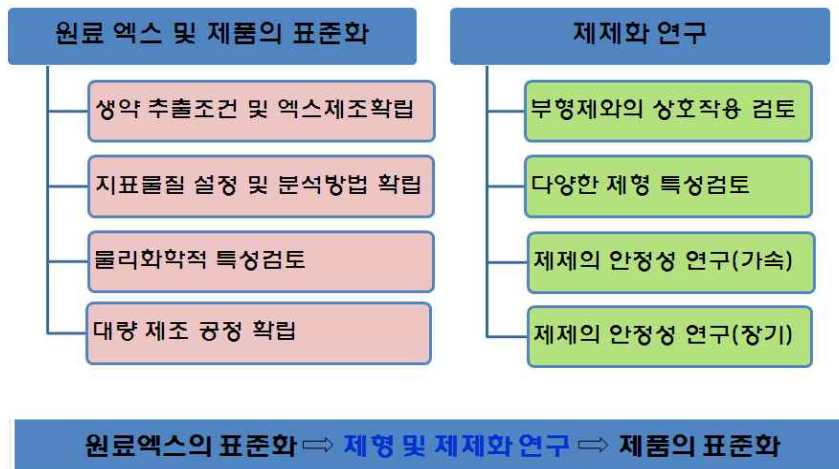 원료 엑스 및 제품의 표준화
생약 추출조건 및 엑스제조확립
지표물질 설정 및 분석방법 확립
물리화학적 특성검토
대량 제조 공정 확립
제제화 연구
부형제와의 상호작용 검토
다양한 제형 특성검토
제제의 안정성 연구(가속)
제제의 안정성 연구(장기)
원료엑스의 표준화 ⇨ 제형 및 제제화 연구 ⇨ 제품의 표준화